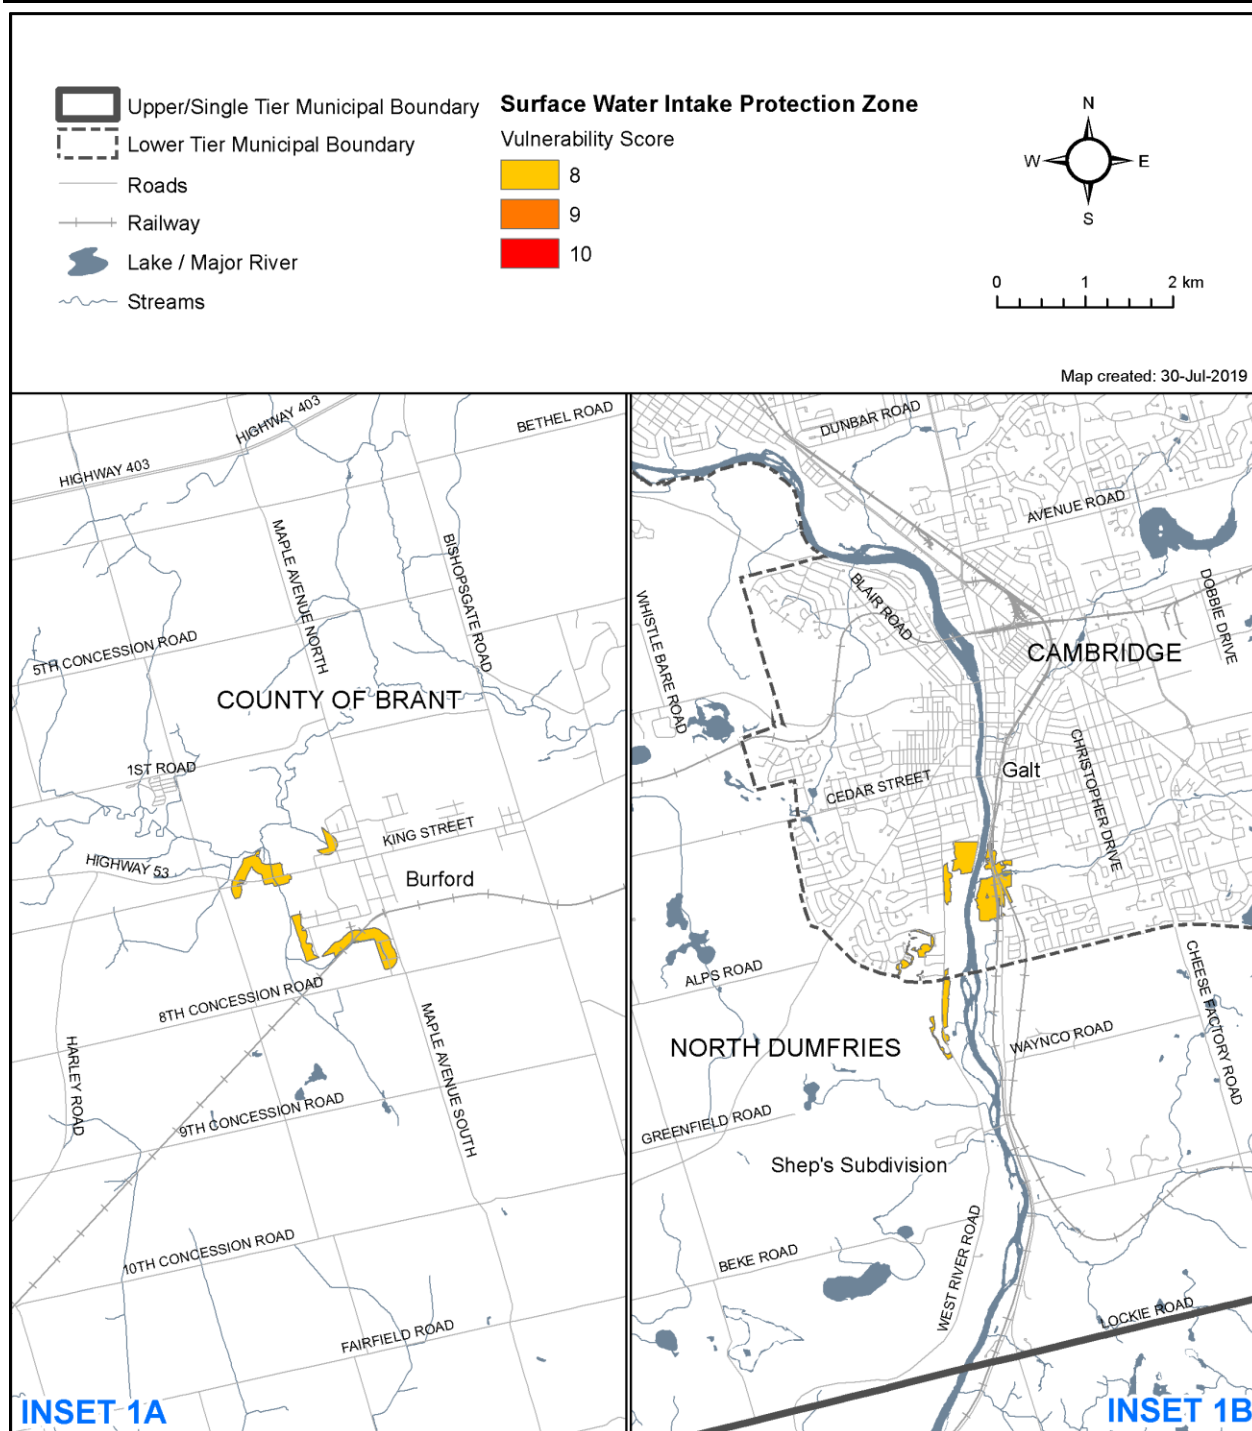 Upper/Single Tier Municipal Boundary
Lower Tier Municipal Boundary
Roads
Railway
Lake / Major River
Streams
Surface Water Intake Protection Zone
Vulnerability Score
8
9
10
N
W E
S
0 1 2 km
Map created: 30-Jul-2019
HIGHWAY 403
HIGHWAY 403
BETHEL ROAD
MAPLE AVENUE NORTH
BISHOPSGATE ROAD
5TH CONCESSION ROAD
COUNTY OF BRANT
1ST ROAD
KING STREET
HIGHWAY 53
Burford
8TH CONCESSION ROAD
HARLEY ROAD
MAPLE AVENUE SOUTH
9TH CONCESSION ROAD
10TH CONCESSION ROAD
FAIRFIELD ROAD
INSET 1A
DUNBAR ROAD
AVENUE ROAD
BLAIR ROAD
DOBBIE DRIVE
WHISTLE BARE ROAD
CAMBRIDGE
CHRISTOPHER DRIVE
Galt
CEDAR STREET
ALPS ROAD
CHEESE FACTORY ROAD
WAYNCO ROAD
NORTH DUMFRIES
GREENFIELD ROAD
Shep's Subdivision
WEST RIVER ROAD
BEKE ROAD
LOCKIE ROAD
INSET 1B